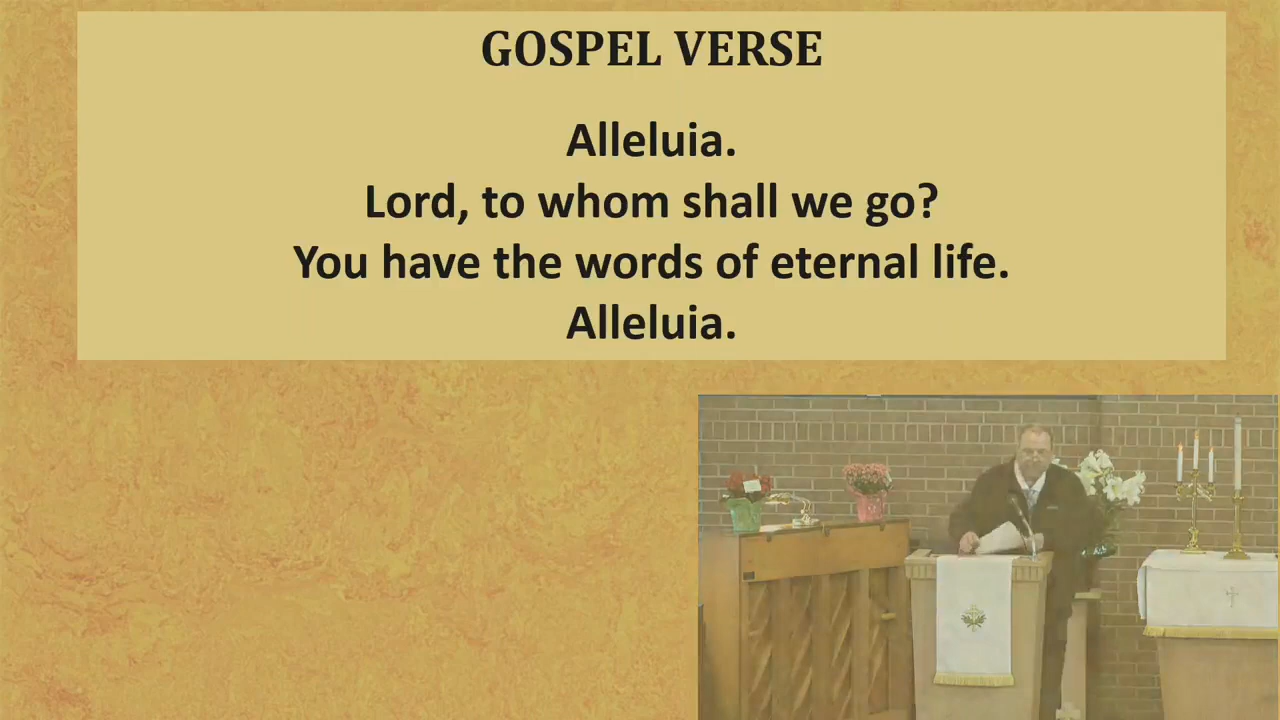 GOSPEL VERSE
Alleluia.
Lord, to whom shall we go?
You have the words of eternal life.
Alleluia.